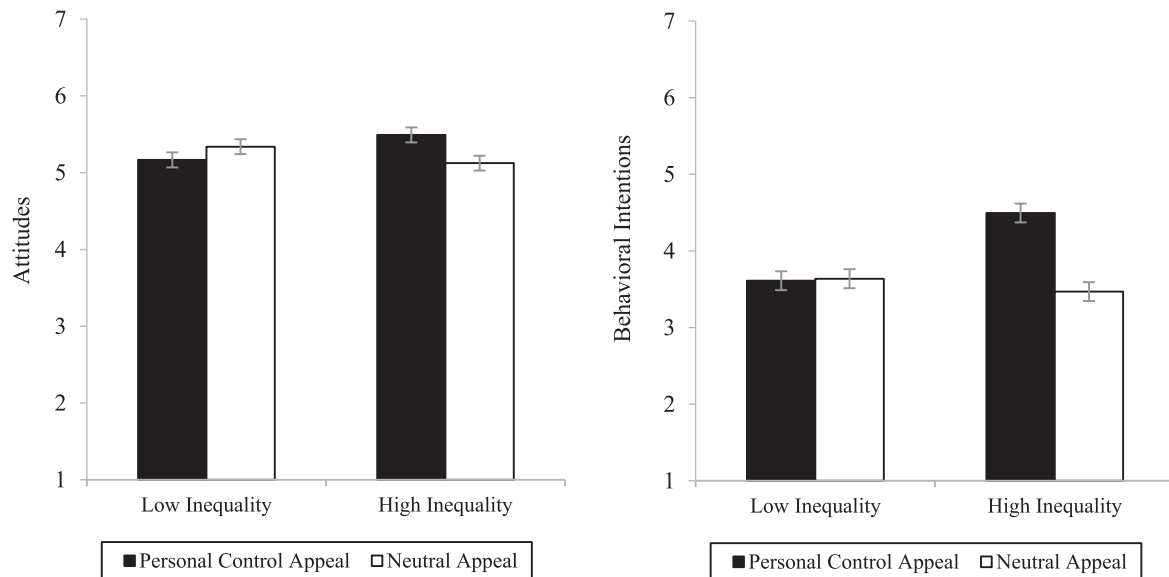 7
6
5
4
3
2
1
Attitudes
Low Inequality
High Inequality
Personal Control Appeal
Neutral Appeal
7
6
5
4
3
2
1
Behavioral Intentions
Low Inequality
High Inequality
Personal Control Appeal
Neutral Appeal